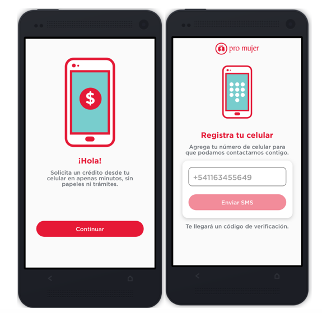 $
¡Hola!
Solicita un crédito desde tu
celular en apenas minutos, sin
papeles ni trámites.
Continuar
pro mujer
Registra tu celular
Agrega tu número de celular para
que podamos contactarnos contigo.
+541163455649
Enviar SMS
Te llegará un código de verificación.